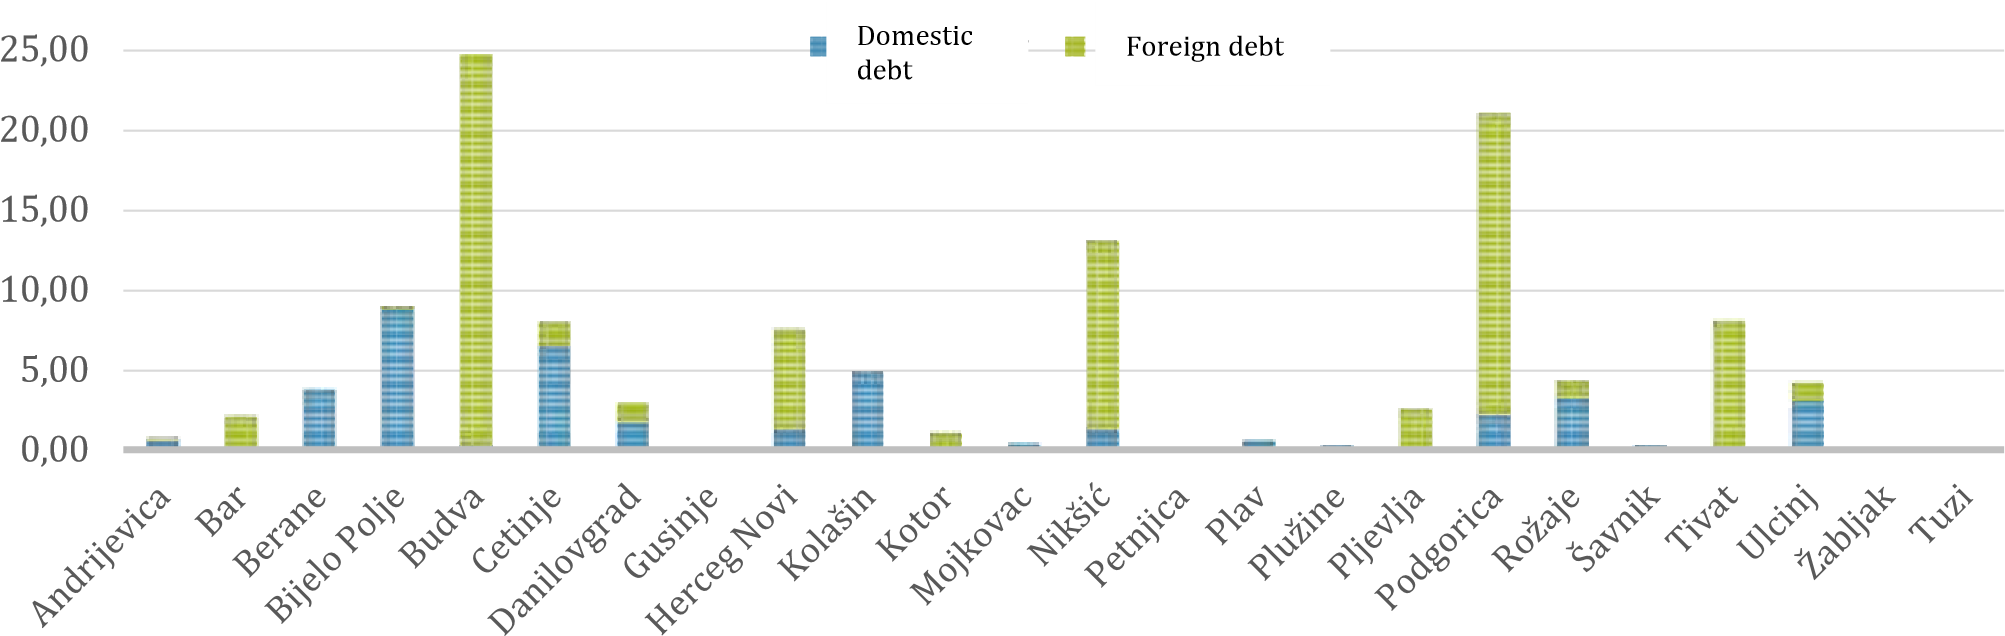 Domestic
debt
Foreign debt
25,00
20,00
15,00
10,00
5,00
0,00
Andrijevica
Bar
Berane
Bijelo Polje
Budva
Cetinje
Danilovgrad
Gusinje
Herceg Novi
Kolašin
Kotor
Mojkovac
Nikšić
Petnjica
Plav
Plužine
Pljevlja
Podgorica
Rožaje
Šavnik
Tivat
Ulcinj
Žabljak
Tuzi